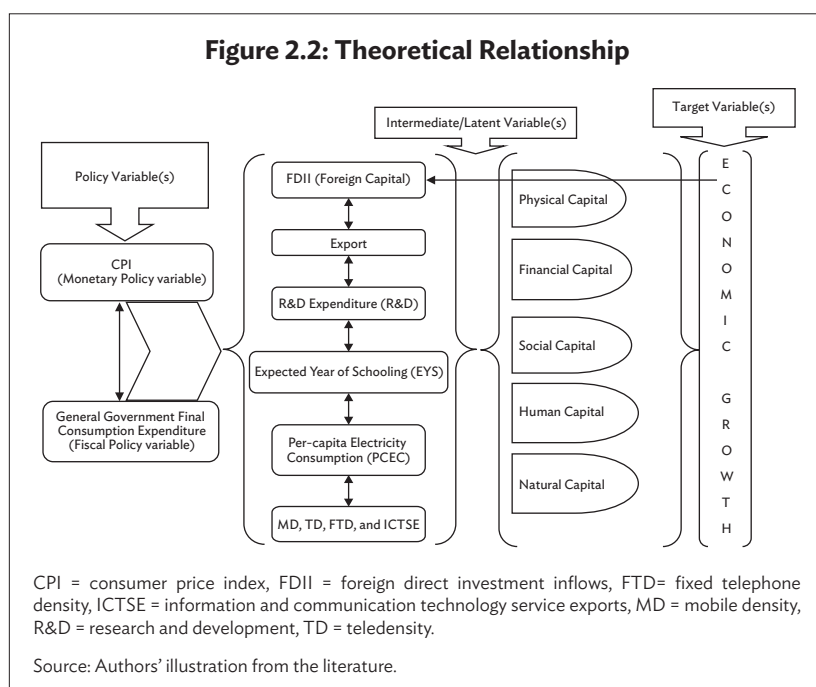 Figure 2.2: Theoretical Relationship
Policy Variable(s)
Intermediate/Latent Variable(s)
Target Variable(s)
CPI
(Monetary Policy variable)
General Government Final
Consumption Expenditure
(Fiscal Policy variable)
FDII (Foreign Capital)
Export
R&D Expenditure (R&D)
Expected Year of Schooling (EYS)
Per-capita Electricity
Consumption (PCEC)
MD, TD, FTD, and ICTSE
Physical Capital
Financial Capital
Social Capital
Human Capital
Natural Capital
E
C
O
N
O
M
I
C
G
R
O
W
T
H
CPI = consumer price index, FDII = foreign direct investment inflows, FTD= fixed telephone
density, ICTSE = information and communication technology service exports, MD = mobile density,
R&D = research and development, TD = teledensity.
Source: Authors’ illustration from the literature.